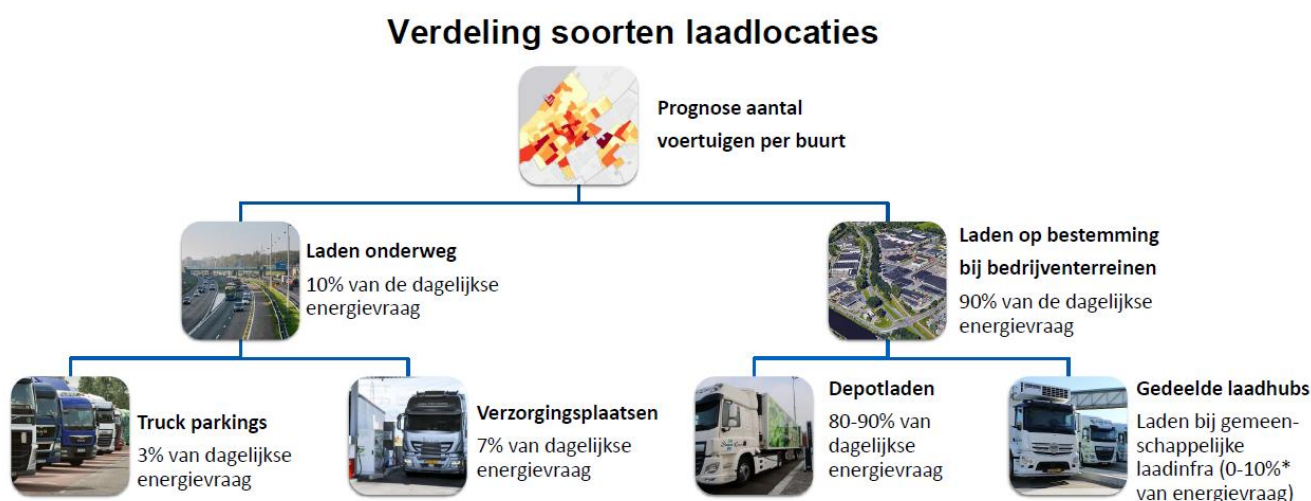 Verdeling soorten laadlocaties
Prognose aantal
voertuigen per buurt
Laden onderweg
10% van de dagelijkse
energievraag
Laden op bestemming
bij bedrijventerreinen
90% van de dagelijkse
energievraag
Truck parkings
3% van dagelijkse
energievraag
Verzorgingsplaatsen
7% van dagelijkse
energievraag
Depotladen
80-90% van
dagelijkse
energievraag
Gedeelde laadhubs
Laden bij gemeen-
schappelijke
laadinfra (0-10%*
van energievraag)